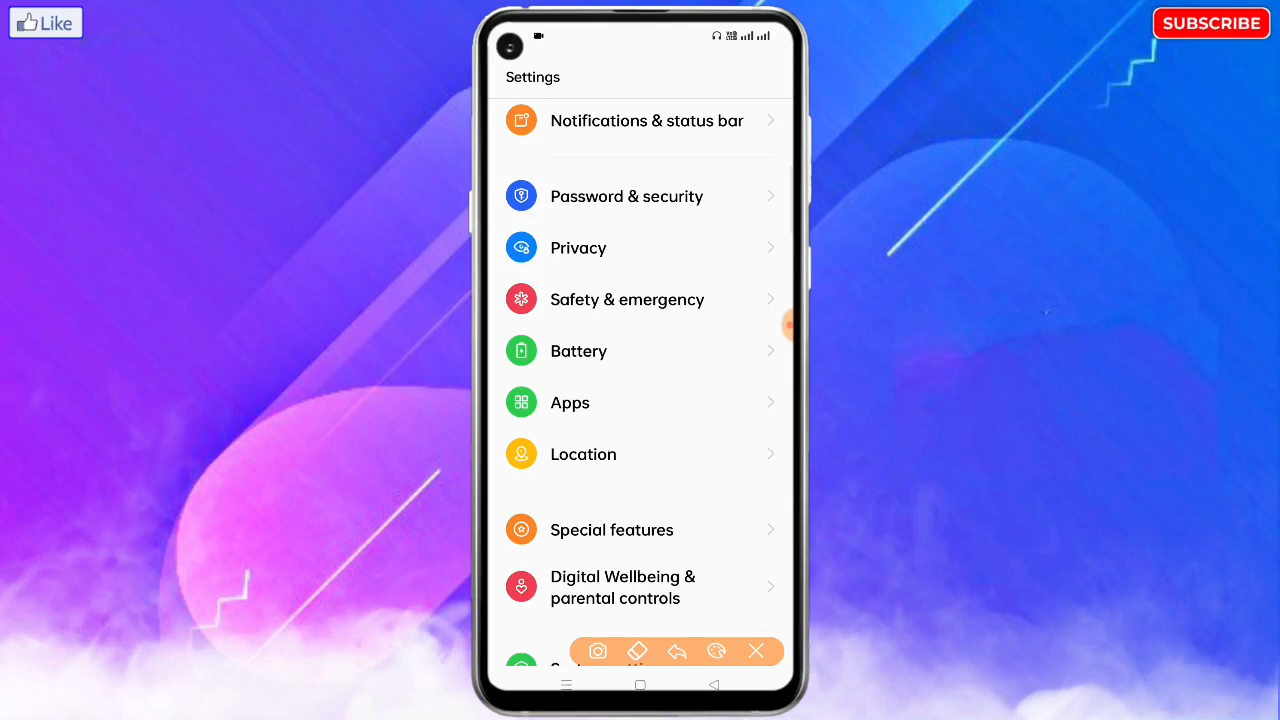 Like
SUBSCRIBE
Settings
Notifications & status bar
Password & security
Privacy
Safety & emergency
Battery
Apps
Location
Special features
Digital Wellbeing &
parental controls